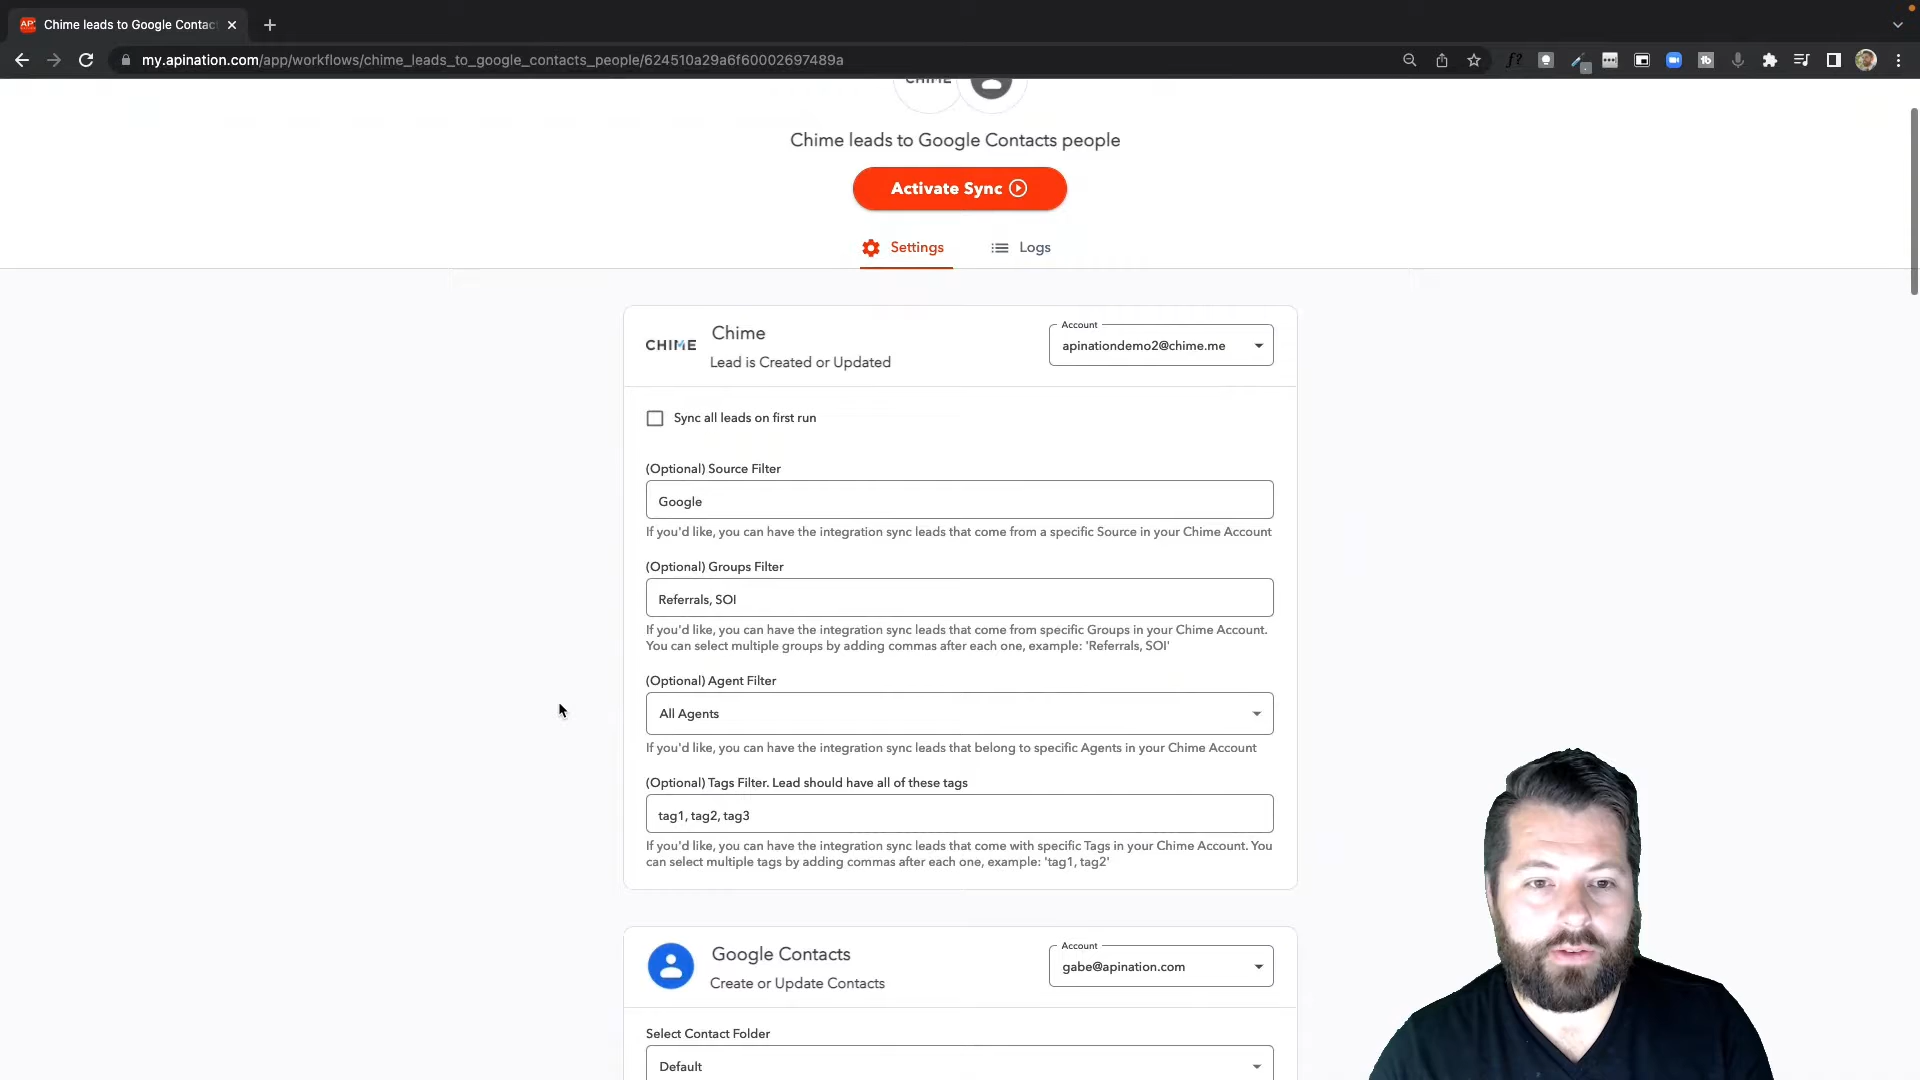 Chime leads to Google Contac
my.apination.com/app/workflows/chime_leads_to_google_contacts_people/624510a29a6f60002697489a
CHIME
Chime leads to Google Contacts people
Activate Sync
Settings
Logs
CHIME
Chime
Lead is Created or Updated
Account
apinationdemo2@chime.me
Sync all leads on first run
(Optional) Source Filter
Google
If you'd like, you can have the integration sync leads that come from a specific Source in your Chime Account
(Optional) Groups Filter
Referrals, SOI
If you'd like, you can have the integration sync leads that come from specific Groups in your Chime Account.
You can select multiple groups by adding commas after each one, example: 'Referrals, SOI'
(Optional) Agent Filter
All Agents
If you'd like, you can have the integration sync leads that belong to specific Agents in your Chime Account
(Optional) Tags Filter. Lead should have all of these tags
tag1, tag2, tag3
If you'd like, you can have the integration sync leads that come with specific Tags in your Chime Account. You
can select multiple tags by adding commas after each one, example: 'tag1, tag2'
Google Contacts
Create or Update Contacts
Account
gabe@apination.com
Select Contact Folder
Default